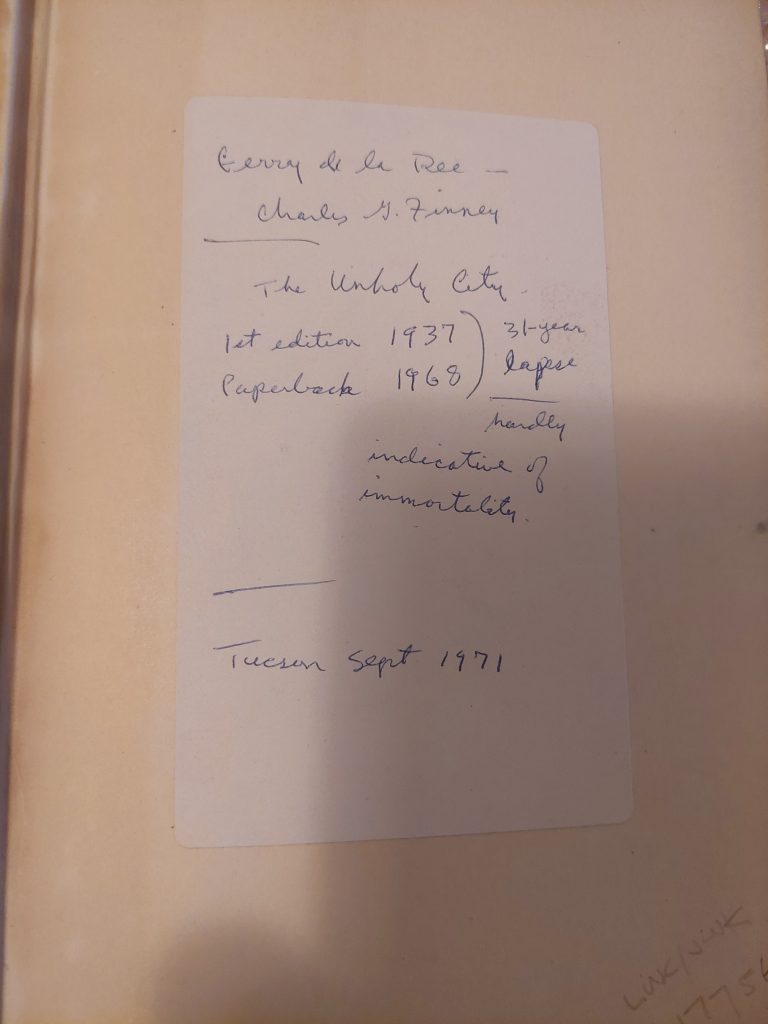 Gerry de la Ree —
Charles G. Finney
The Unholy City.
1st edition 1937
Paperback 1968
31-year
lapse
hardly
indicative of
immortality.
Tucson Sept 1971